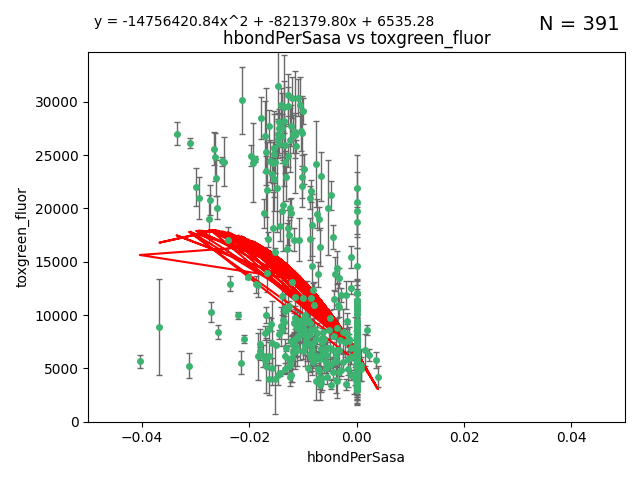 y = -14756420.84x^2 + -821379.80x + 6535.28
N = 391
hbondPerSasa vs toxgreen_fluor
30000
25000
20000
15000
10000
5000
0
toxgreen_fluor
−0.04
−0.02
0.00
0.02
0.04
hbondPerSasa